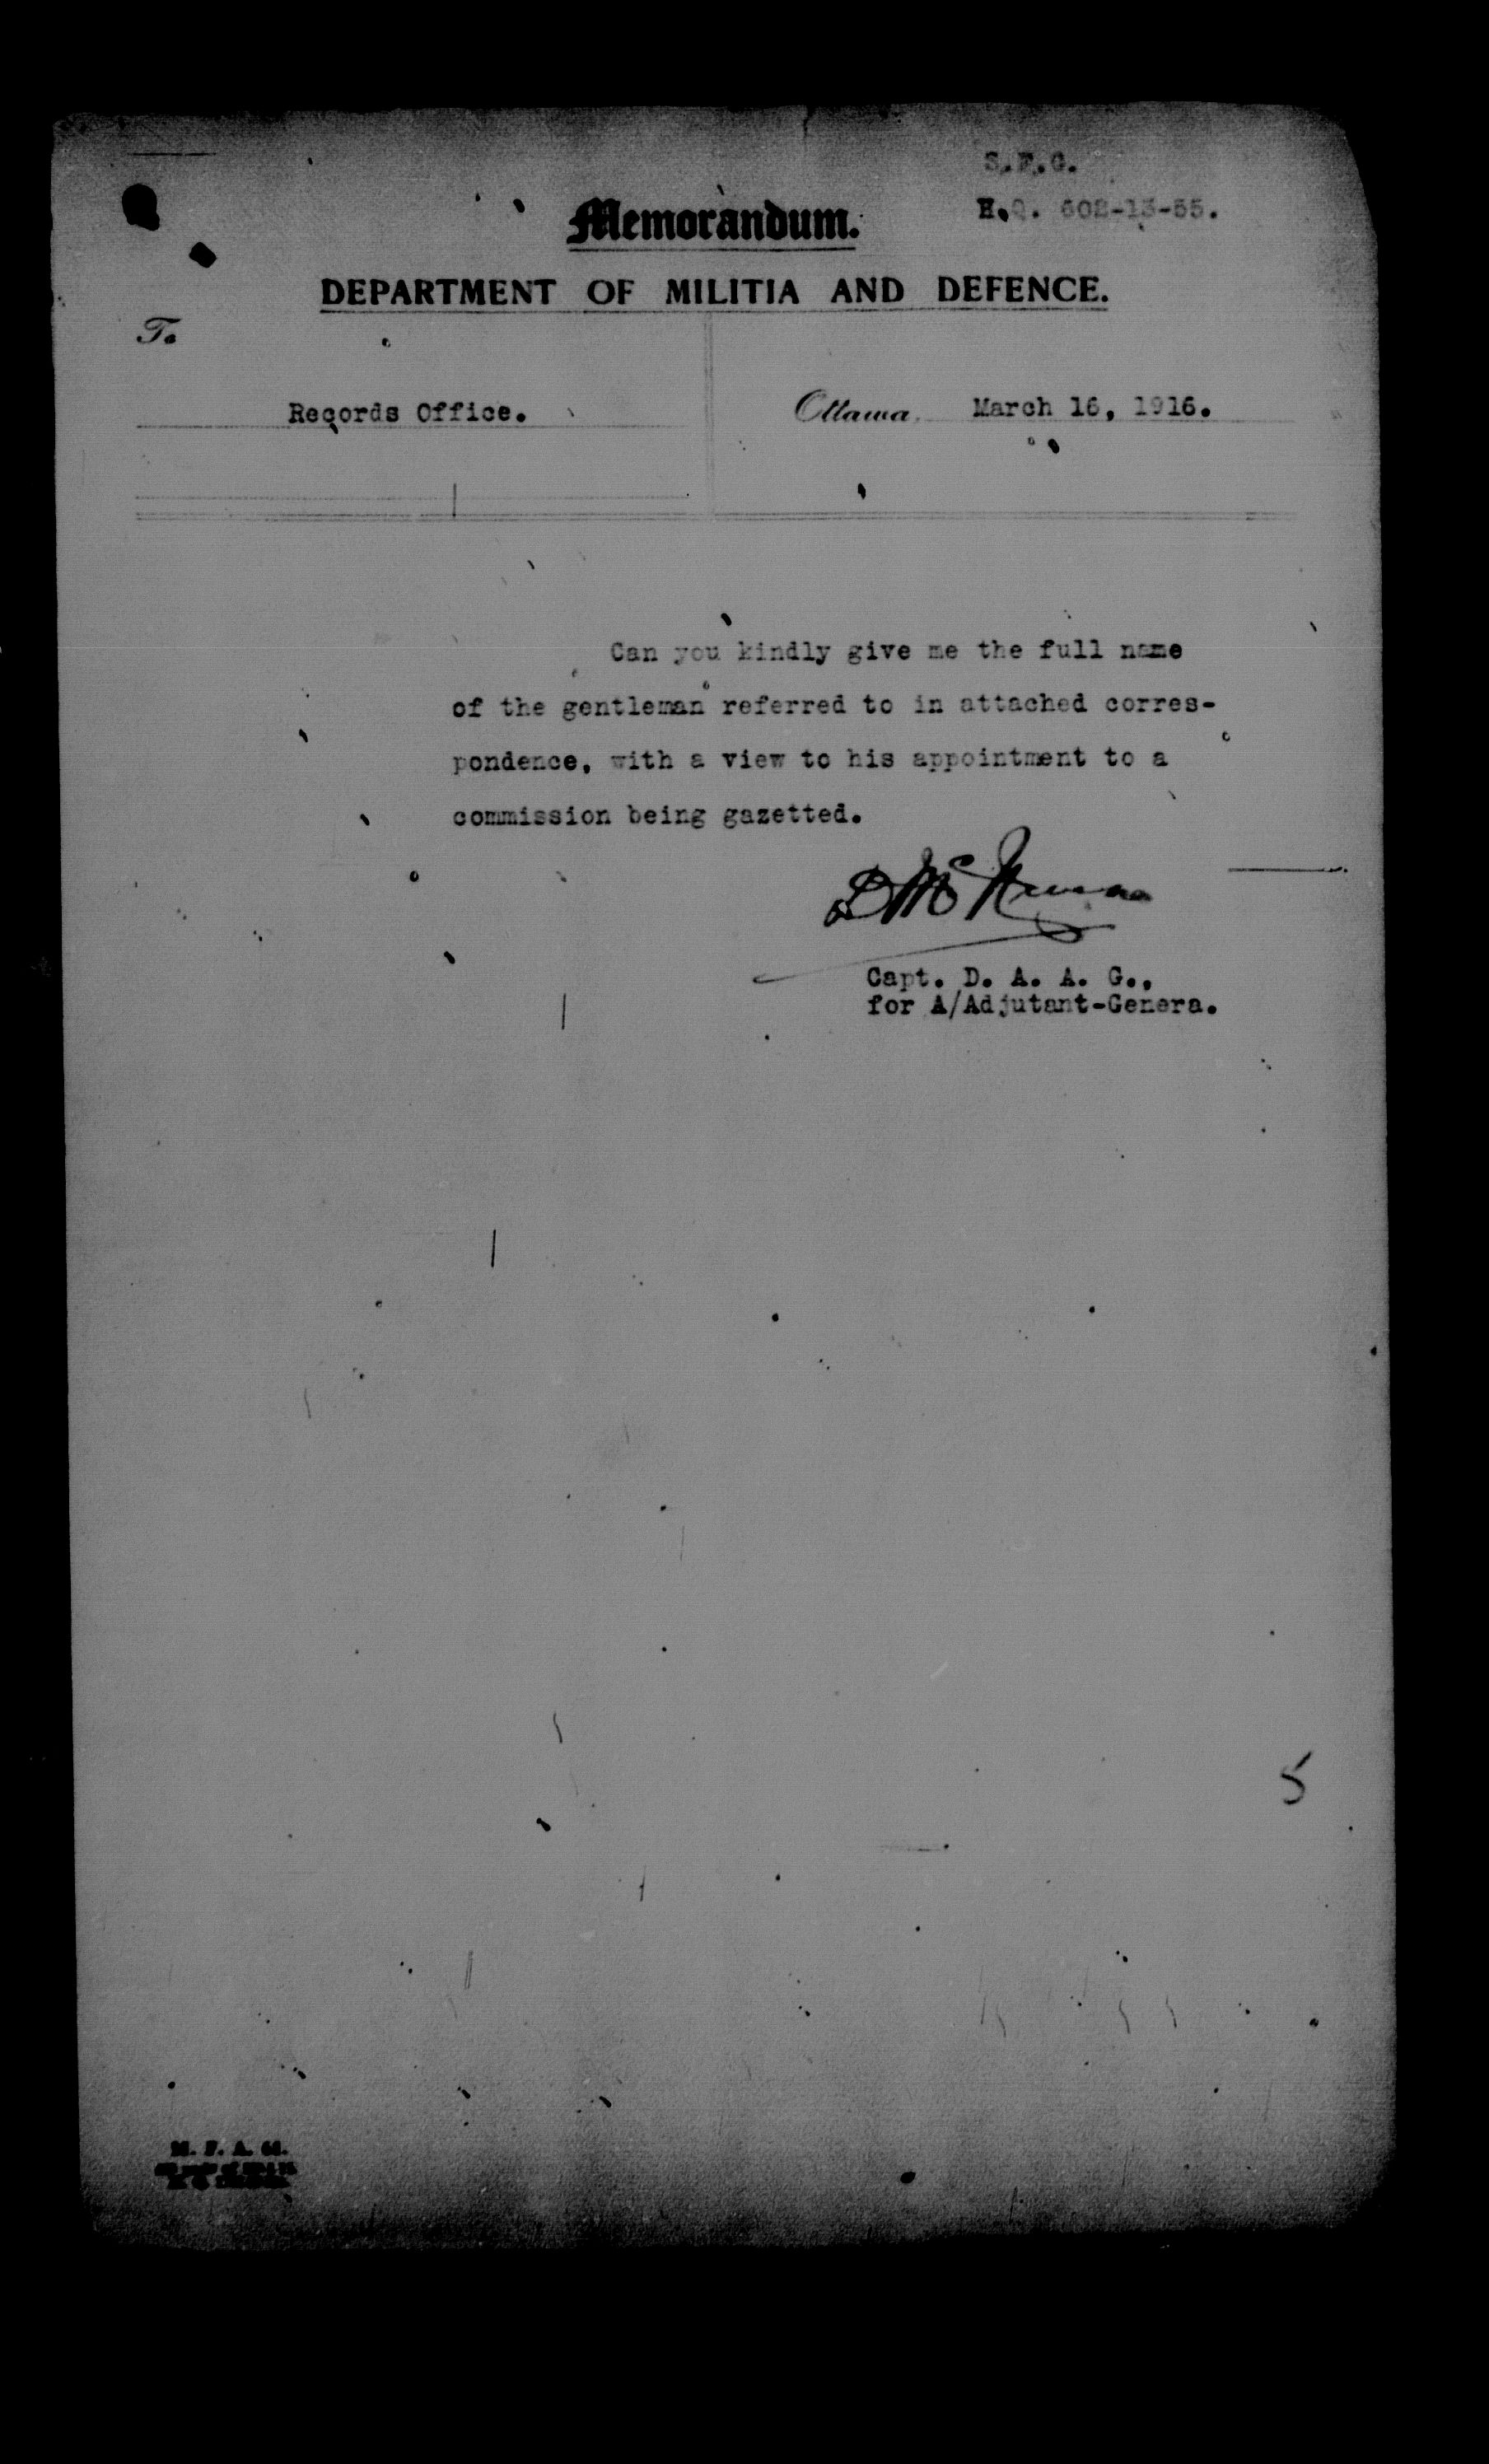 S.F.C.
H.Q. 602-13-55.
Memorandum.
DEPARTMENT OF MILITIA AND DEFENCE.
To
Records Office.
Ottawa, March 16, 1916.
Can you kindly give me the full name
of the gentleman referred to in attached corres-
pondence, with a view to his appointment to a
commission being gazetted.
Capt. D. A. A. G.,
for A/Adjutant-Genera.
5
M. F. A. 44.